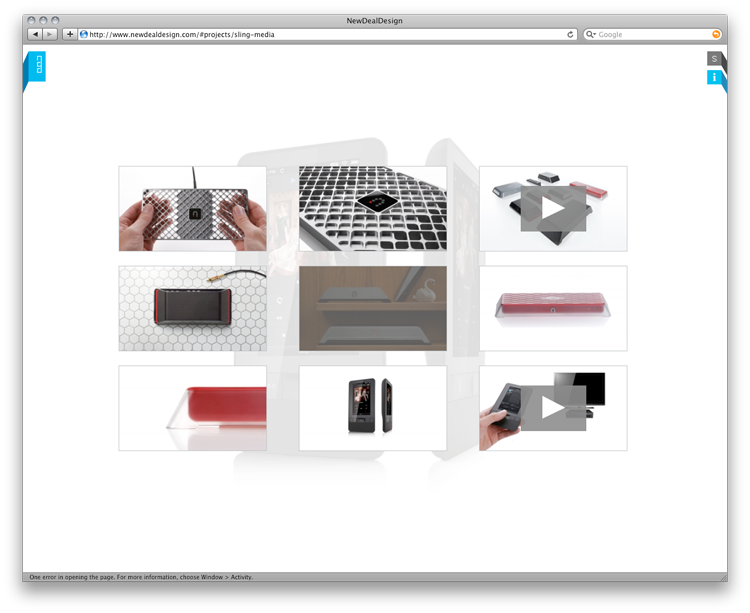 NewDealDesign
http://www.newdealdesign.com/#projects/sling-media
Google
S
i
One error in opening the page. For more information, choose Window > Activity.